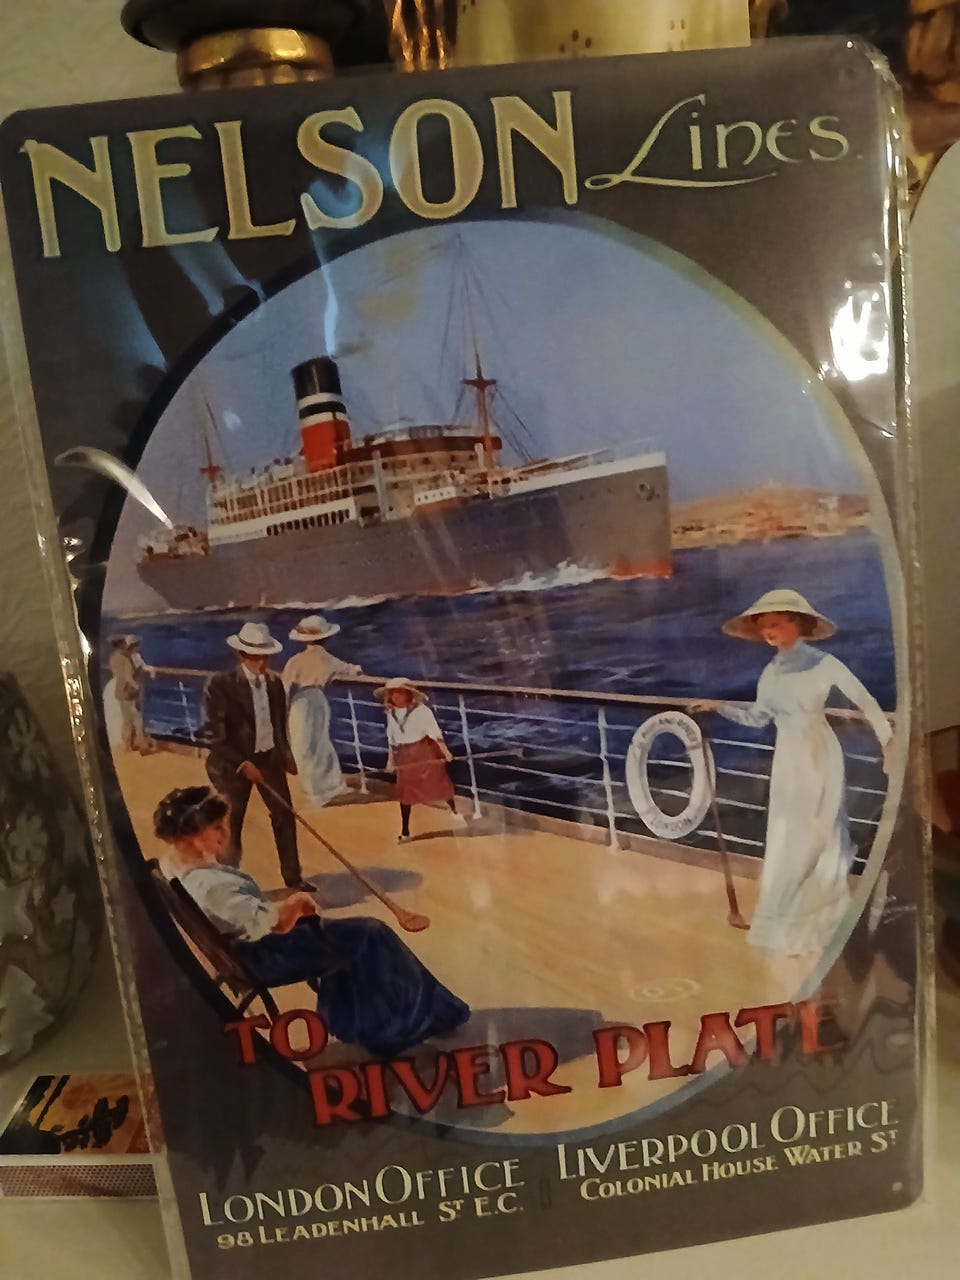 NELSON Lines.
TO
RIVER PLATE
LONDON OFFICE
98 LEADENHALL ST E.C.
LIVERPOOL OFFICE
COLONIAL HOUSE WATER ST